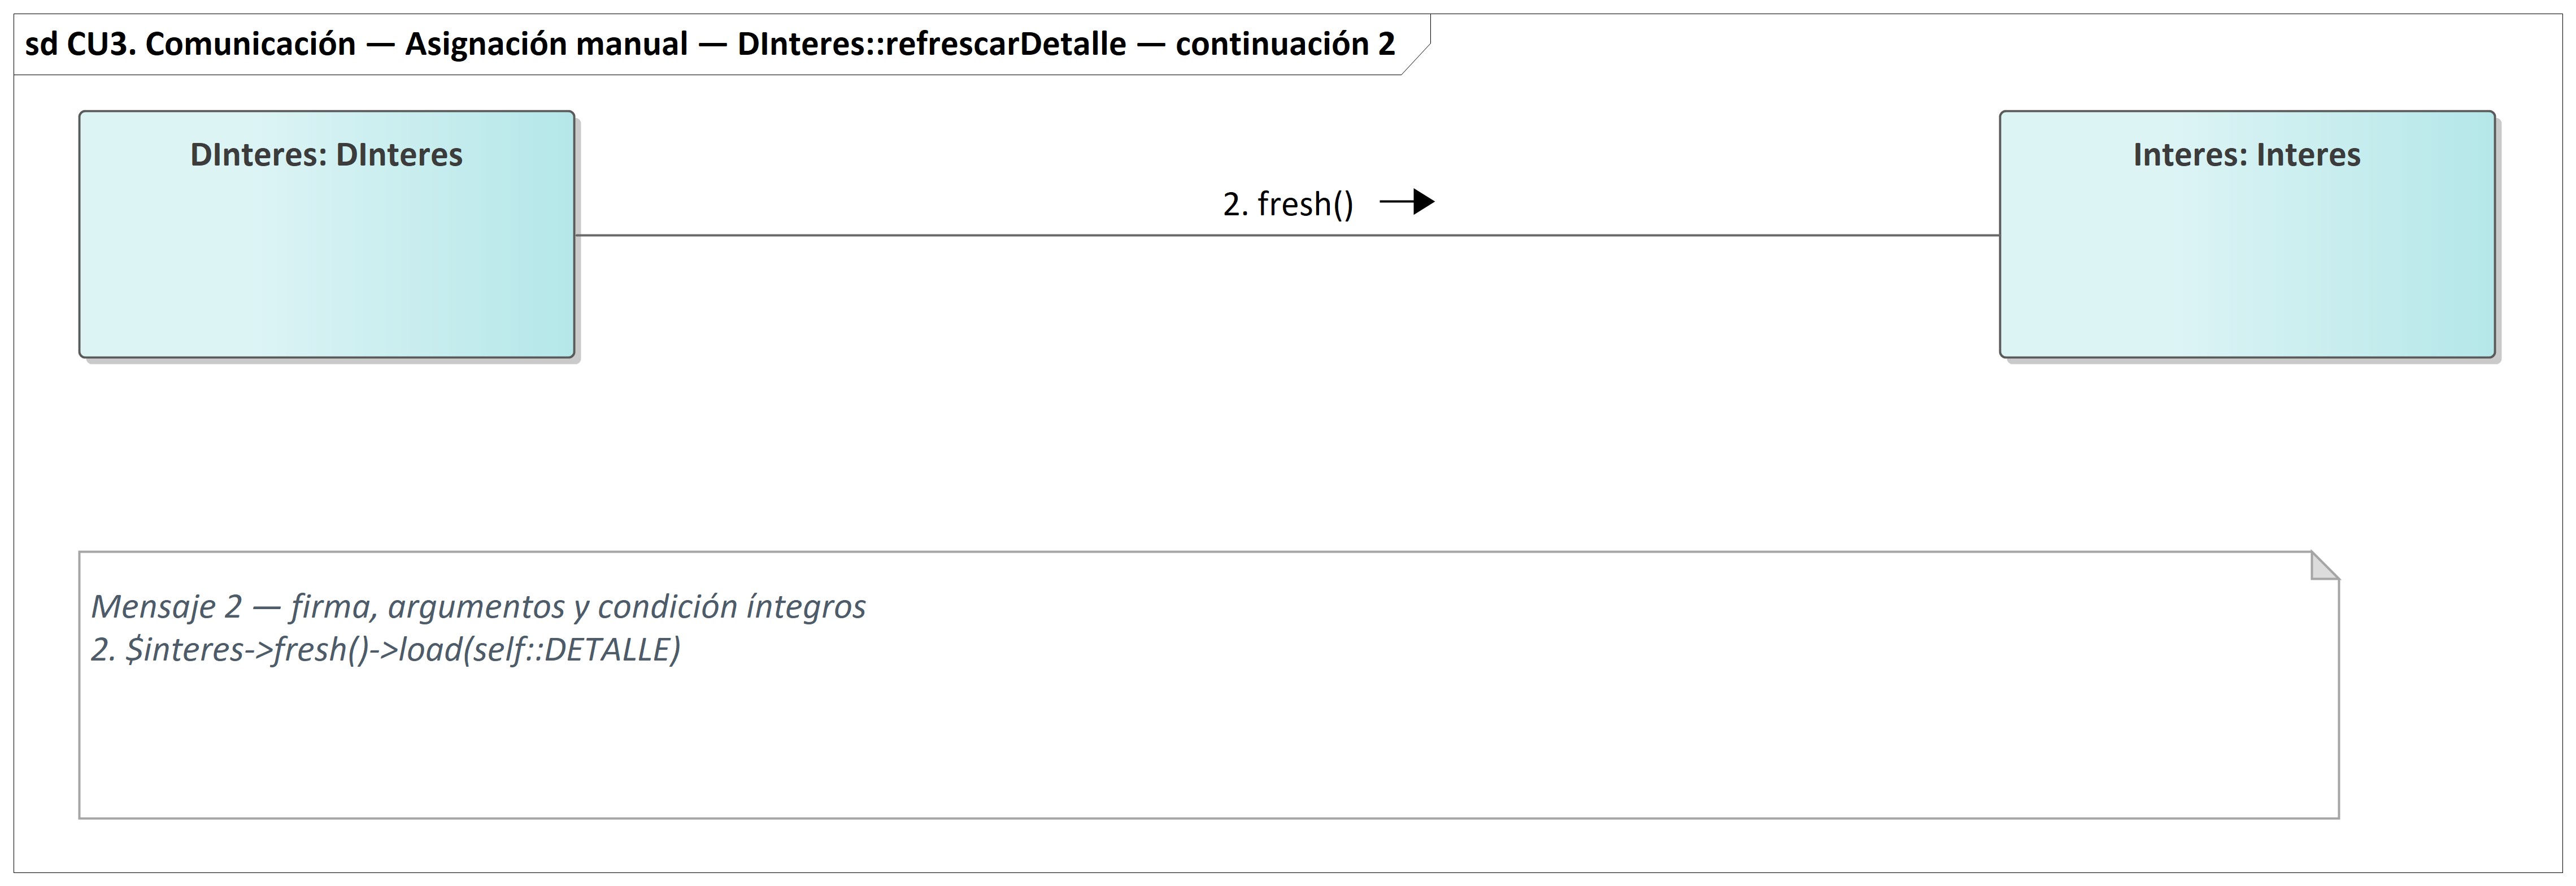 sd CU3. Comunicación — Asignación manual — DInteres::refrescarDetalle — continuación 2
DInteres: DInteres
Interes: Interes
2. fresh()
Mensaje 2 — firma, argumentos y condición íntegros
2. $interes->fresh()->load(self::DETALLE)